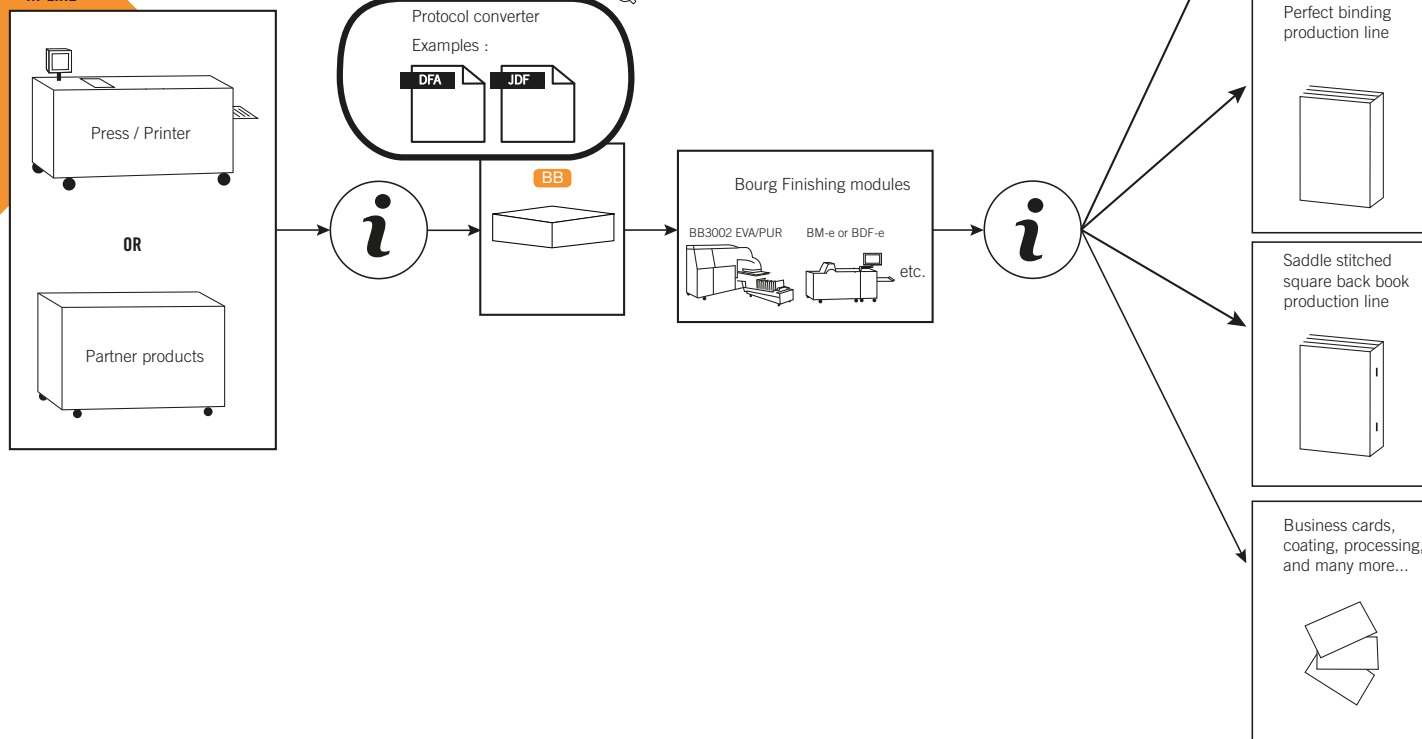 Protocol converter
Examples :
DFA
JDF
Press / Printer
OR
Partner products
i
BB
Bourg Finishing modules
BB3002 EVA/PUR
BM-e or BDF-e
etc.
i
Perfect binding
production line
Saddle stitched
square back book
production line
Business cards,
coating, processing,
and many more...